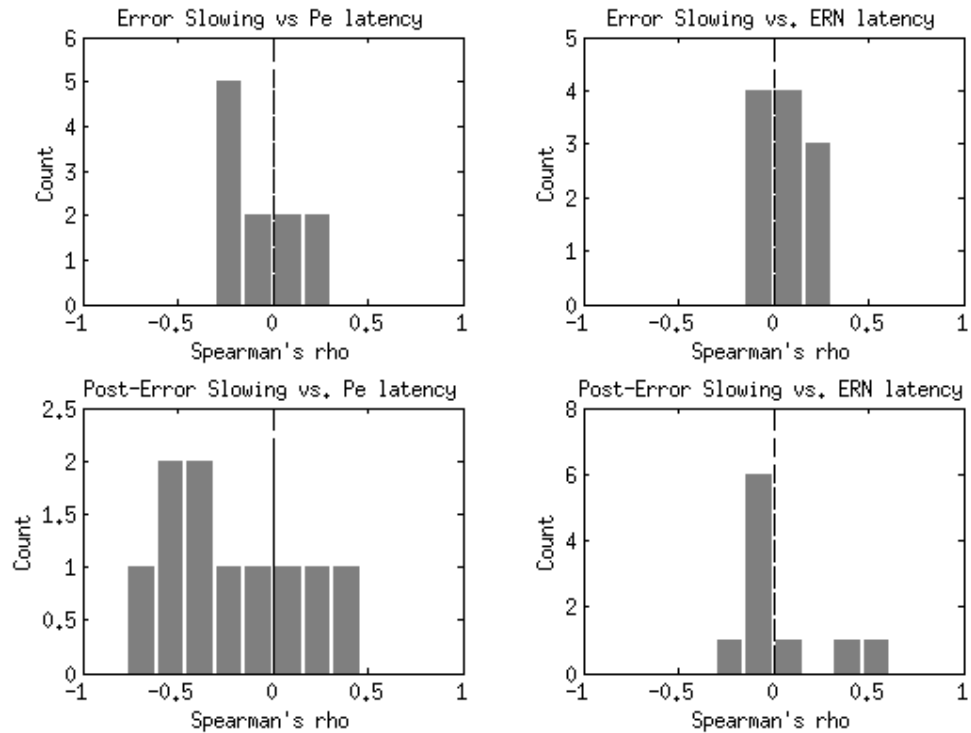 Error Slowing vs Pe latency
6
5
4
3
2
1
0
Count
-1 -0.5 0 0.5 1
Spearman's rho
Error Slowing vs. ERN latency
5
4
3
2
1
0
Count
-1 -0.5 0 0.5 1
Spearman's rho
Post-Error Slowing vs. Pe latency
2.5
2
1.5
1
0.5
0
Count
-1 -0.5 0 0.5 1
Spearman's rho
Post-Error Slowing vs. ERN latency
8
6
4
2
0
Count
-1 -0.5 0 0.5 1
Spearman's rho